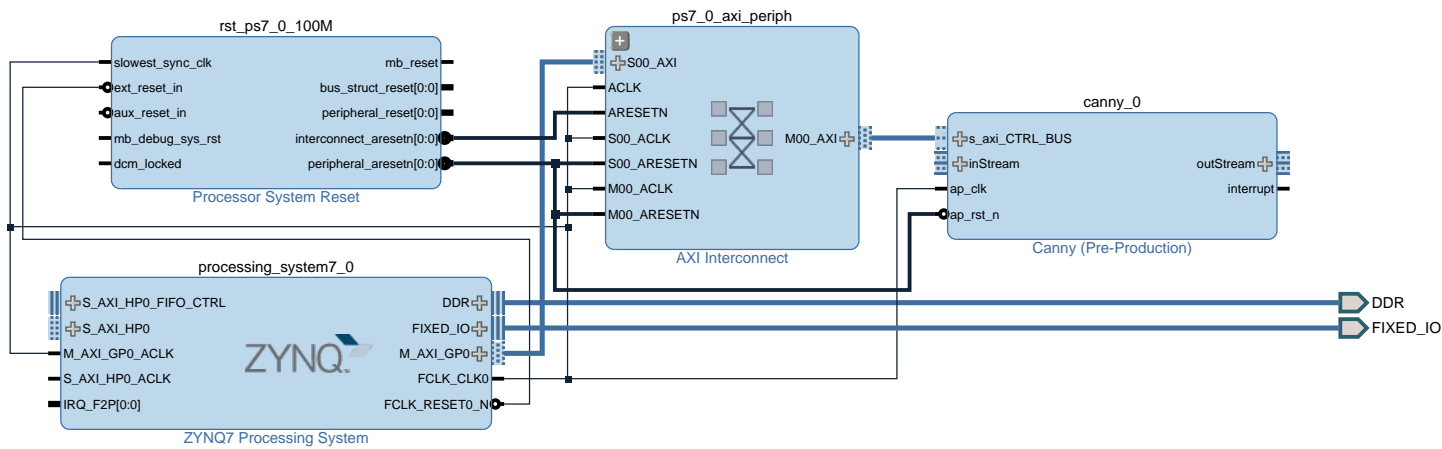 rst_ps7_0_100M
slowest_sync_clk
ext_reset_in
aux_reset_in
mb_debug_sys_rst
dcm_locked
mb_reset
bus_struct_reset[0:0]
peripheral_reset[0:0]
interconnect_aresetn[0:0]
peripheral_aresetn[0:0]
Processor System Reset
ps7_0_axi_periph
S00_AXI
ACLK
ARESETN
S00_ACLK
S00_ARESETN
M00_ACLK
M00_ARESETN
M00_AXI
AXI Interconnect
canny_0
s_axi_CTRL_BUS
inStream
ap_clk
ap_rst_n
outStream
interrupt
Canny (Pre-Production)
processing_system7_0
S_AXI_HP0_FIFO_CTRL
S_AXI_HP0
M_AXI_GP0_ACLK
S_AXI_HP0_ACLK
IRQ_F2P[0:0]
ZYNQ
DDR
FIXED_IO
M_AXI_GP0
FCLK_CLK0
FCLK_RESET0_N
ZYNQ7 Processing System
DDR
FIXED_IO